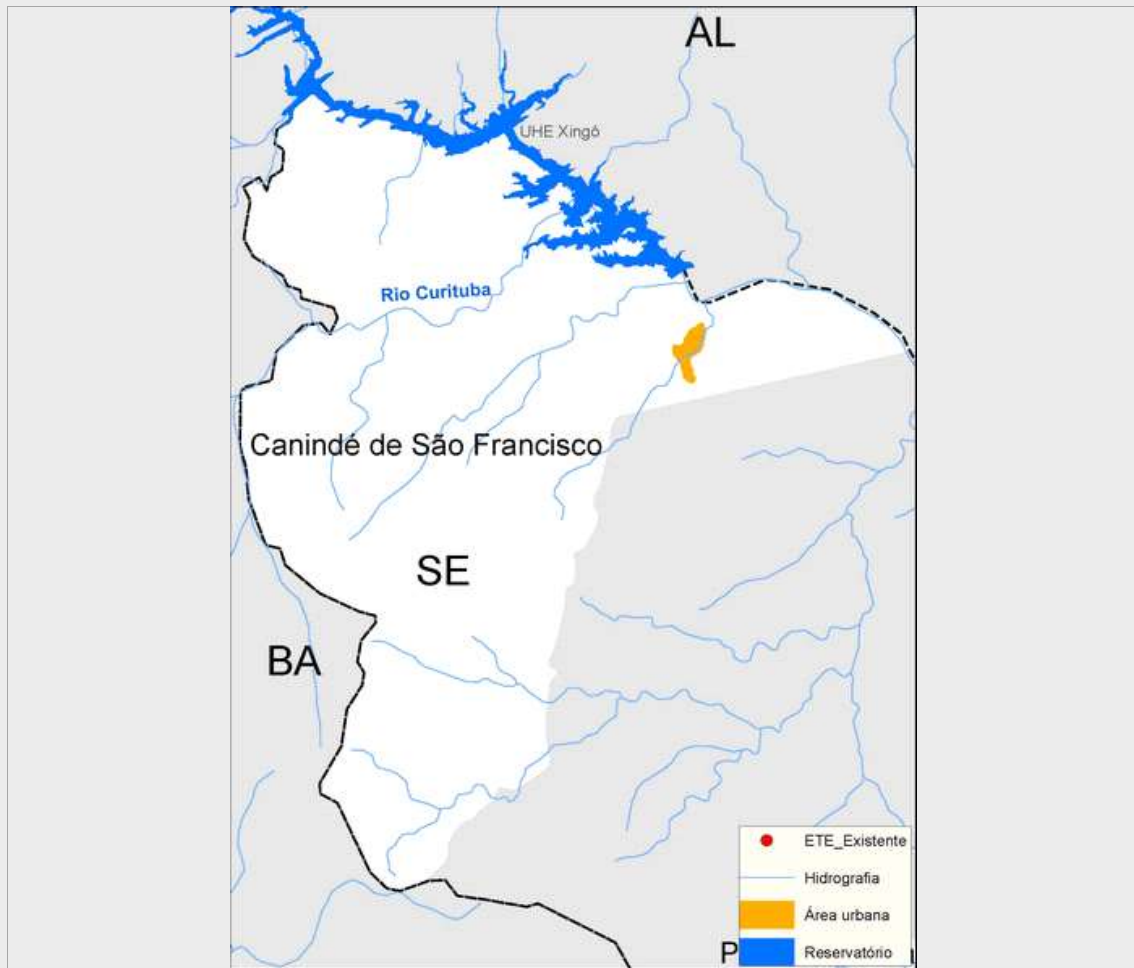 AL
UHE Xingó
Rio Curituba
Canindé de São Francisco
SE
BA
ETE_Existente
Hidrografia
Área urbana
Reservatório
P